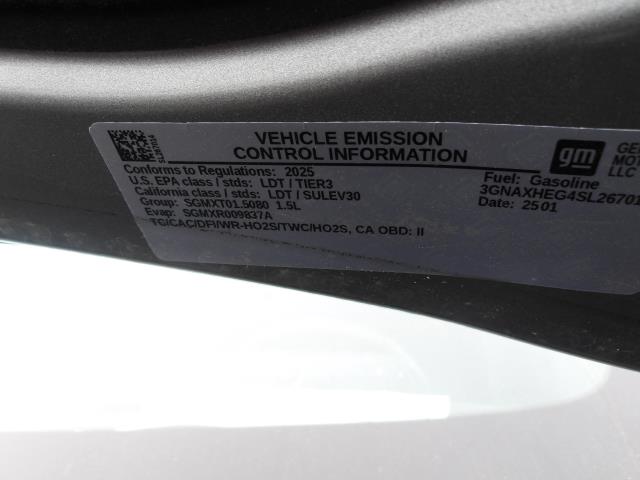 VEHICLE EMISSION
CONTROL INFORMATION
gm
Conforms to Regulations: 2025
U.S. EPA class / stds: LDT / TIER3
California class / stds: LDT / SULEV30
Group: SGMXT01.5080 1.5L
Evap: SGMXR009837A
TC/CAC/DFI/WR-HO2S/TWC/HO2S, CA OBD: II
Fuel: Gasoline
3GNAXHEG4SL26701
Date: 2501
LLC